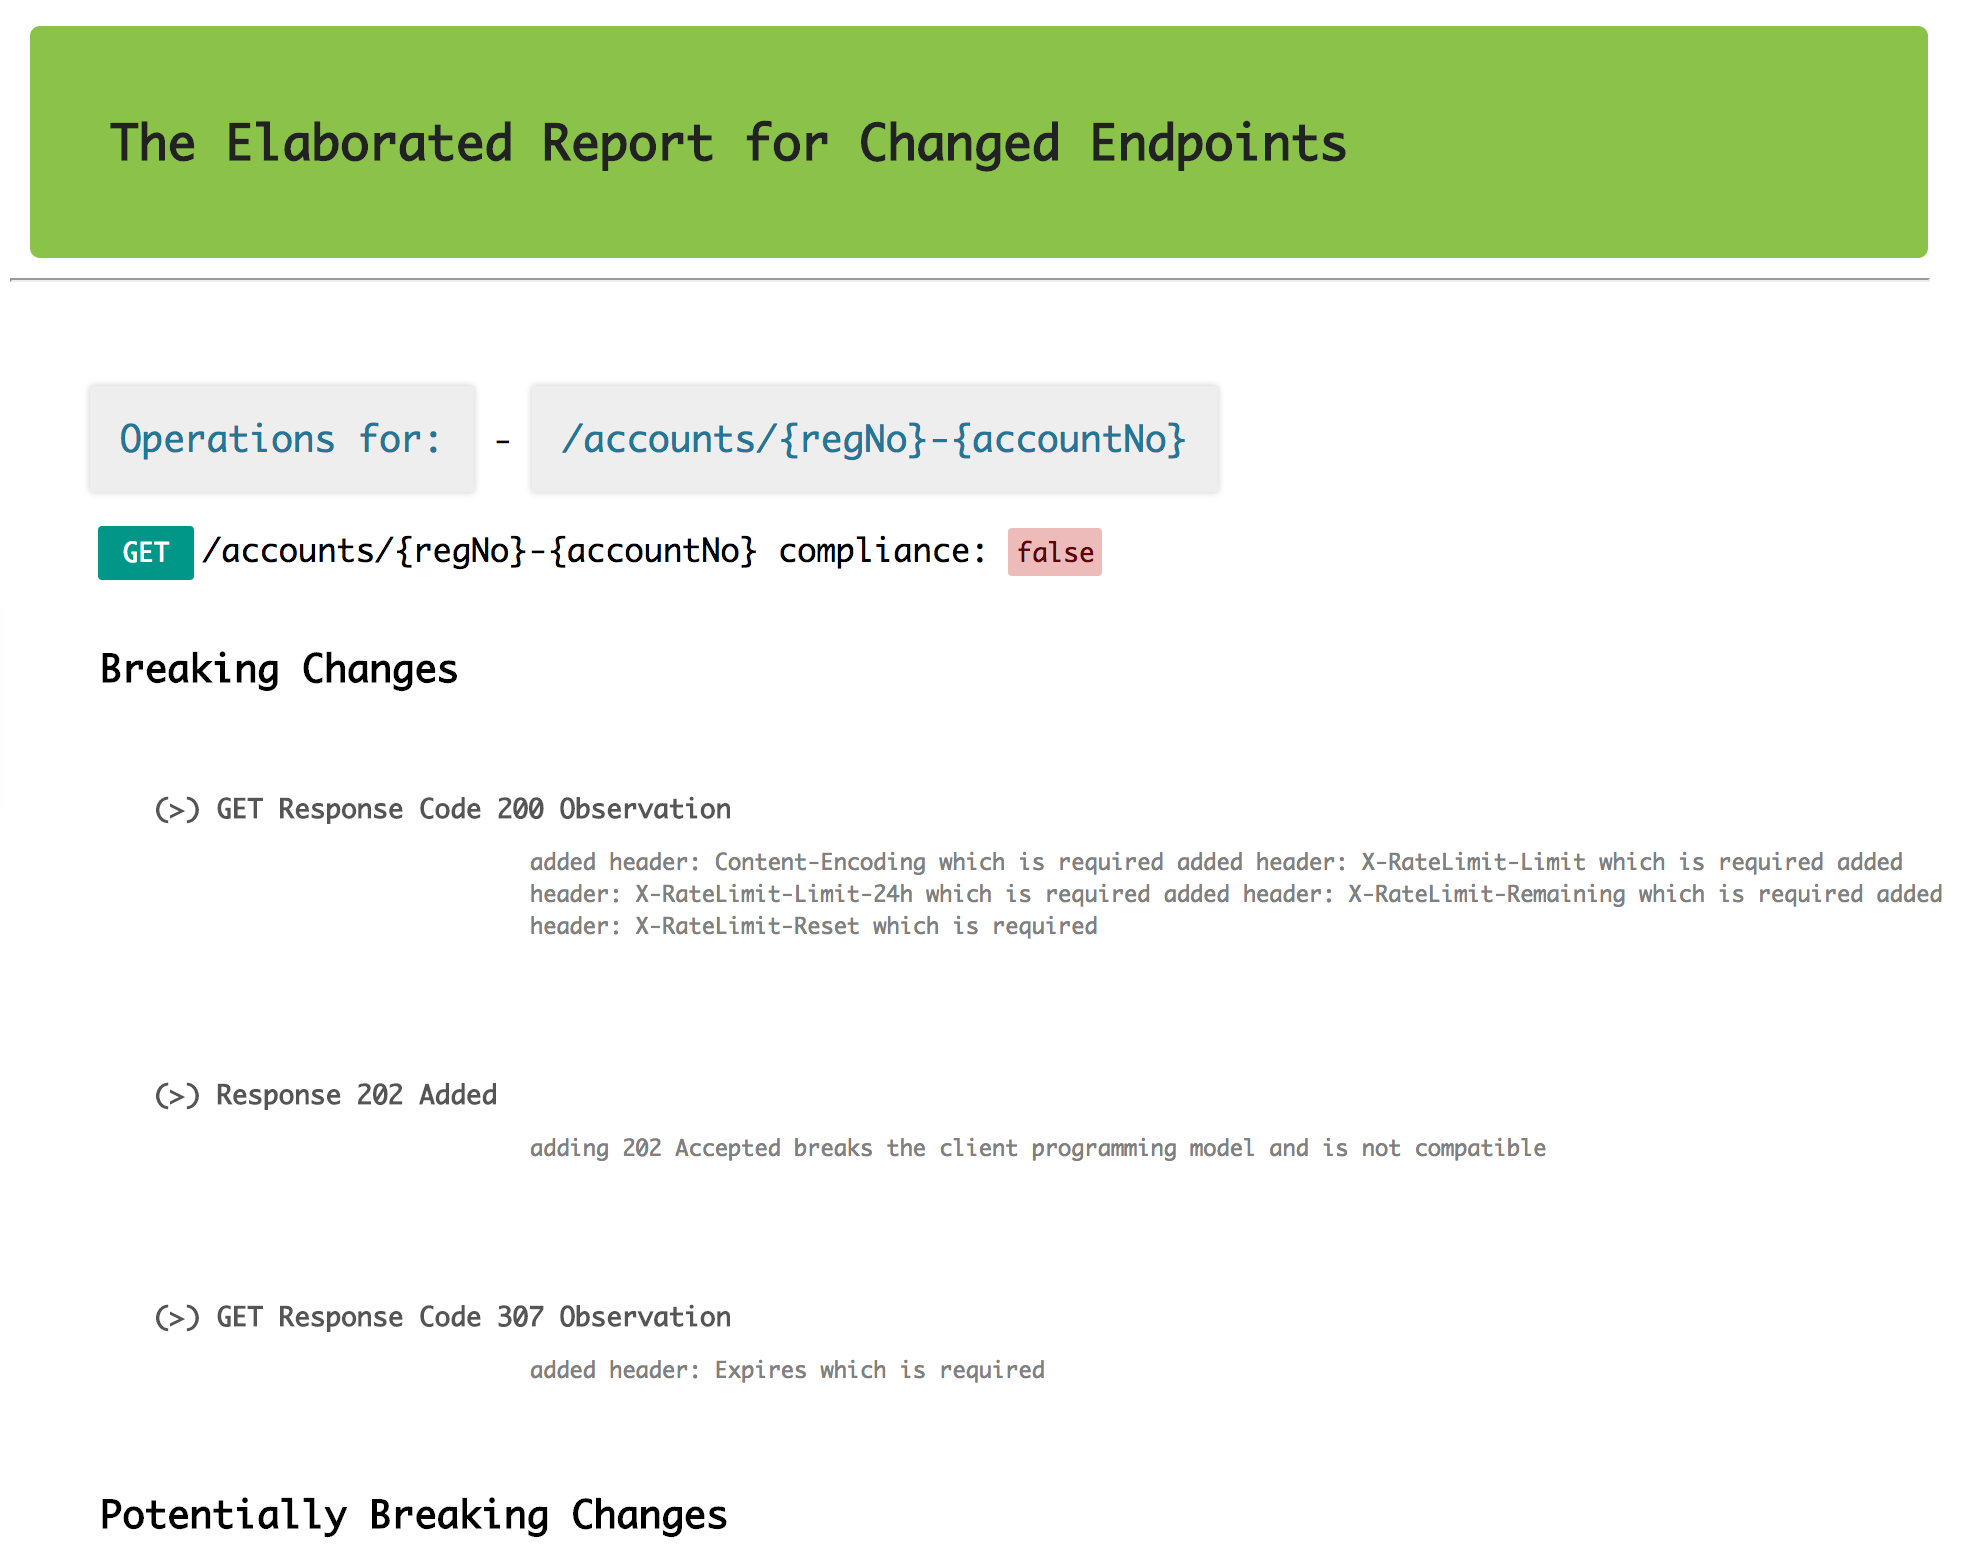 The Elaborated Report for Changed Endpoints
Operations for: - /accounts/{regNo}-{accountNo}
GET /accounts/{regNo}-{accountNo} compliance: false
Breaking Changes
(>) GET Response Code 200 Observation
added header: Content-Encoding which is required added header: X-RateLimit-Limit which is required added
header: X-RateLimit-Limit-24h which is required added header: X-RateLimit-Remaining which is required added
header: X-RateLimit-Reset which is required
(>) Response 202 Added
adding 202 Accepted breaks the client programming model and is not compatible
(>) GET Response Code 307 Observation
added header: Expires which is required
Potentially Breaking Changes